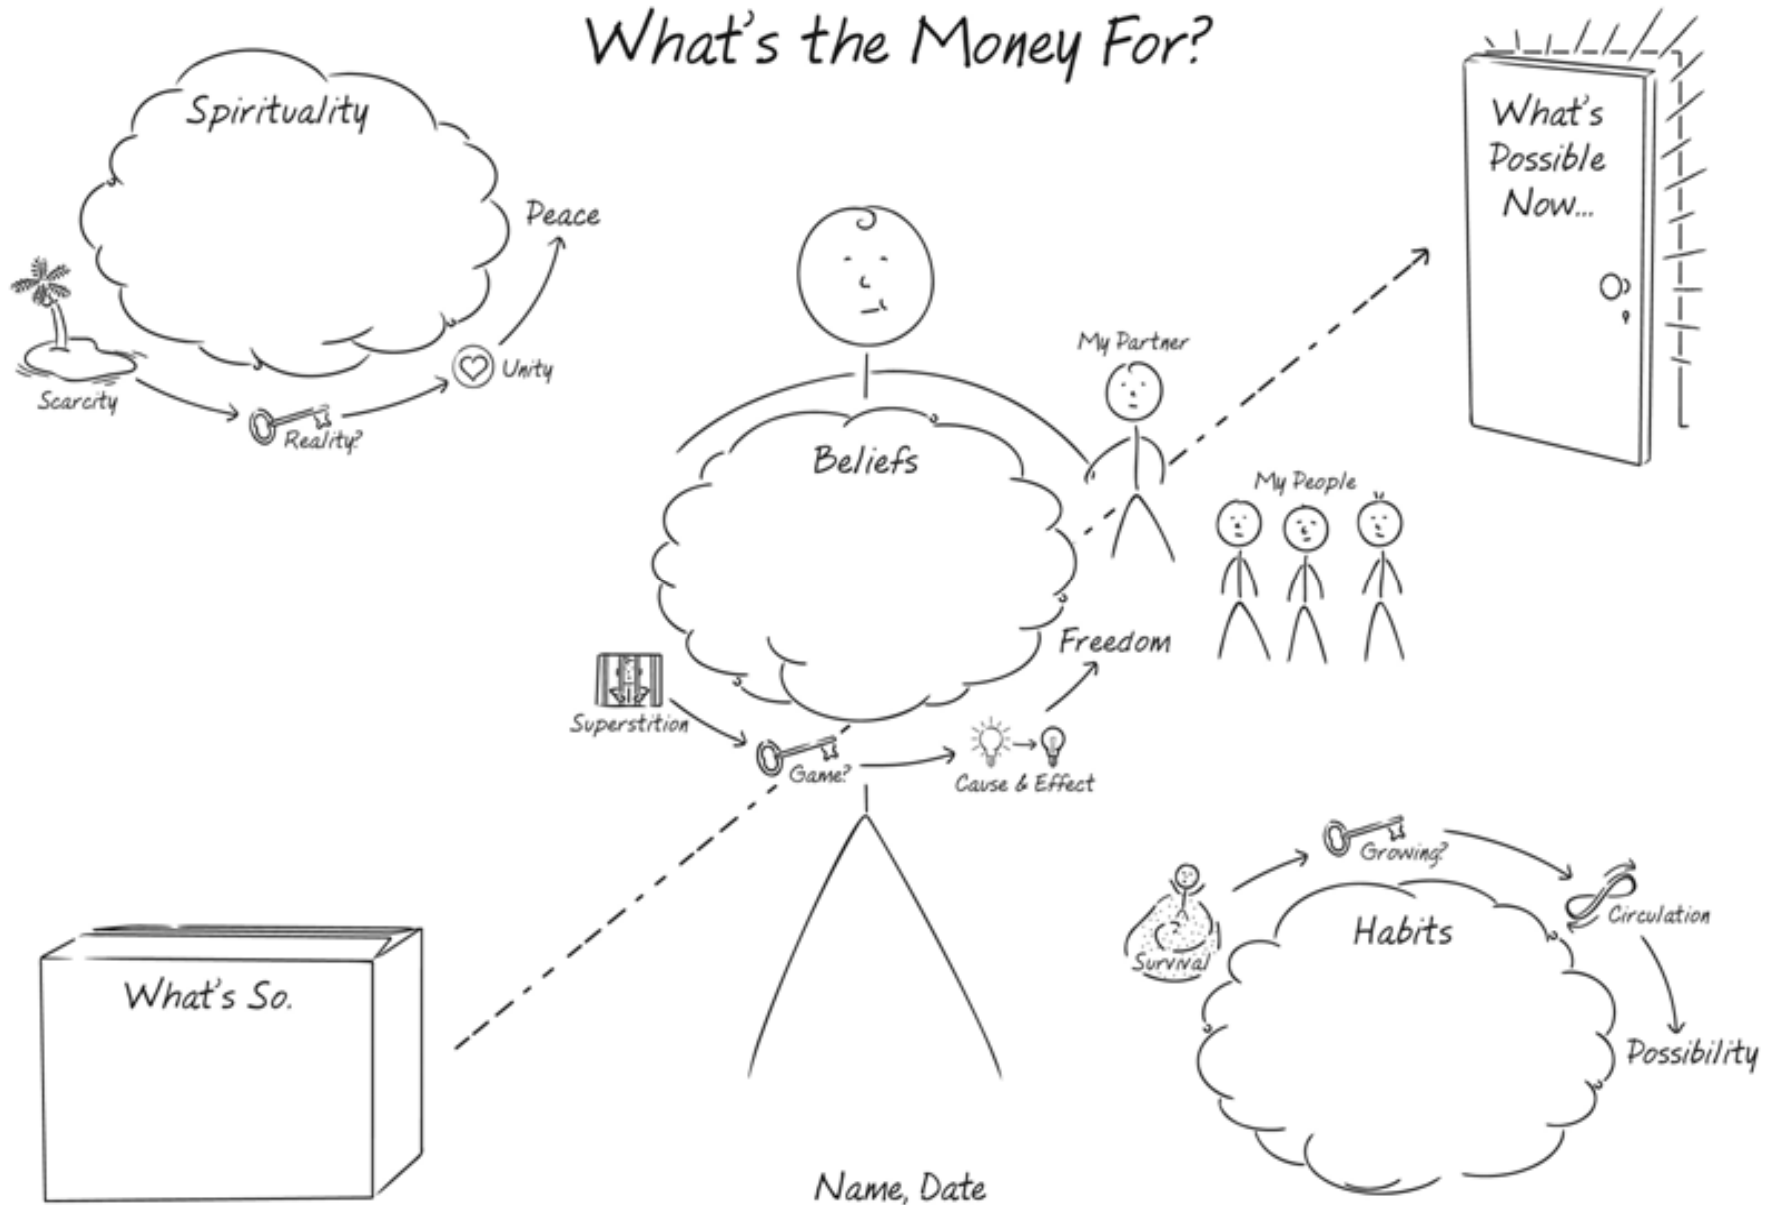 What's the Money For?
Spirituality
Peace
Scarcity
Reality?
Unity
What's
Possible
Now...
My Partner
My People
Beliefs
Freedom
Superstition
Game?
Cause & Effect
Growing?
Circulation
Survival
Habits
Possibility
What's So.
Name, Date